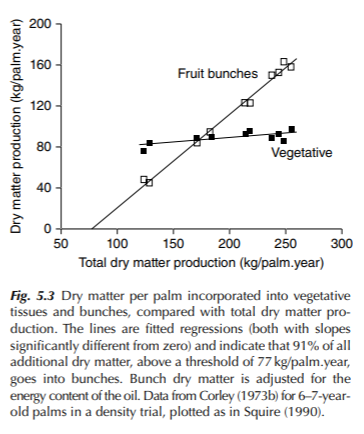 200
160
120
80
40
0
Dry matter production (kg/palm.year)
Fruit bunches
Vegetative
50 100 150 200 250 300
Total dry matter production (kg/palm.year)
Fig. 5.3 Dry matter per palm incorporated into vegetative
tissues and bunches, compared with total dry matter pro-
duction. The lines are fitted regressions (both with slopes
significantly different from zero) and indicate that 91% of all
additional dry matter, above a threshold of 77 kg/palm.year,
goes into bunches. Bunch dry matter is adjusted for the
energy content of the oil. Data from Corley (1973b) for 6–7-year-
old palms in a density trial, plotted as in Squire (1990).